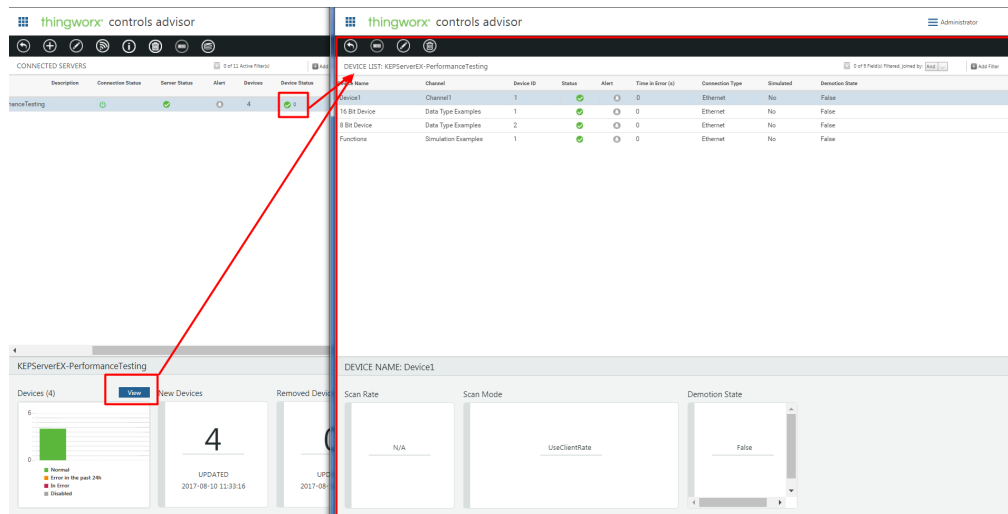 thingworx controls advisor
CONNECTED SERVERS
0 of 11 Active Filter(s)
Add
Description Connection Status Server Status Alert Devices Device Status
manceTesting 4 0
KEPServerEX-PerformanceTesting
Devices (4) View New Devices Removed Devic
6
0
Normal
Error in the past 24h
In Error
Disabled
4
UPDATED
2017-08-10 11:33:16
UPD
2017-08-
thingworx controls advisor
Administrator
DEVICE LIST: KEPServerEX-PerformanceTesting
0 of 9 Field(s) Filtered, joined by: And ... Add Filter
Name Channel Device ID Status Alert Time in Error (s) Connection Type Simulated Demotion State
Device1 Channel1 1 0 Ethernet No False
16 Bit Device Data Type Examples 1 0 Ethernet No False
8 Bit Device Data Type Examples 2 0 Ethernet No False
Functions Simulation Examples 1 0 Ethernet No False
DEVICE NAME: Device1
Scan Rate Scan Mode Demotion State
N/A UseClientRate False